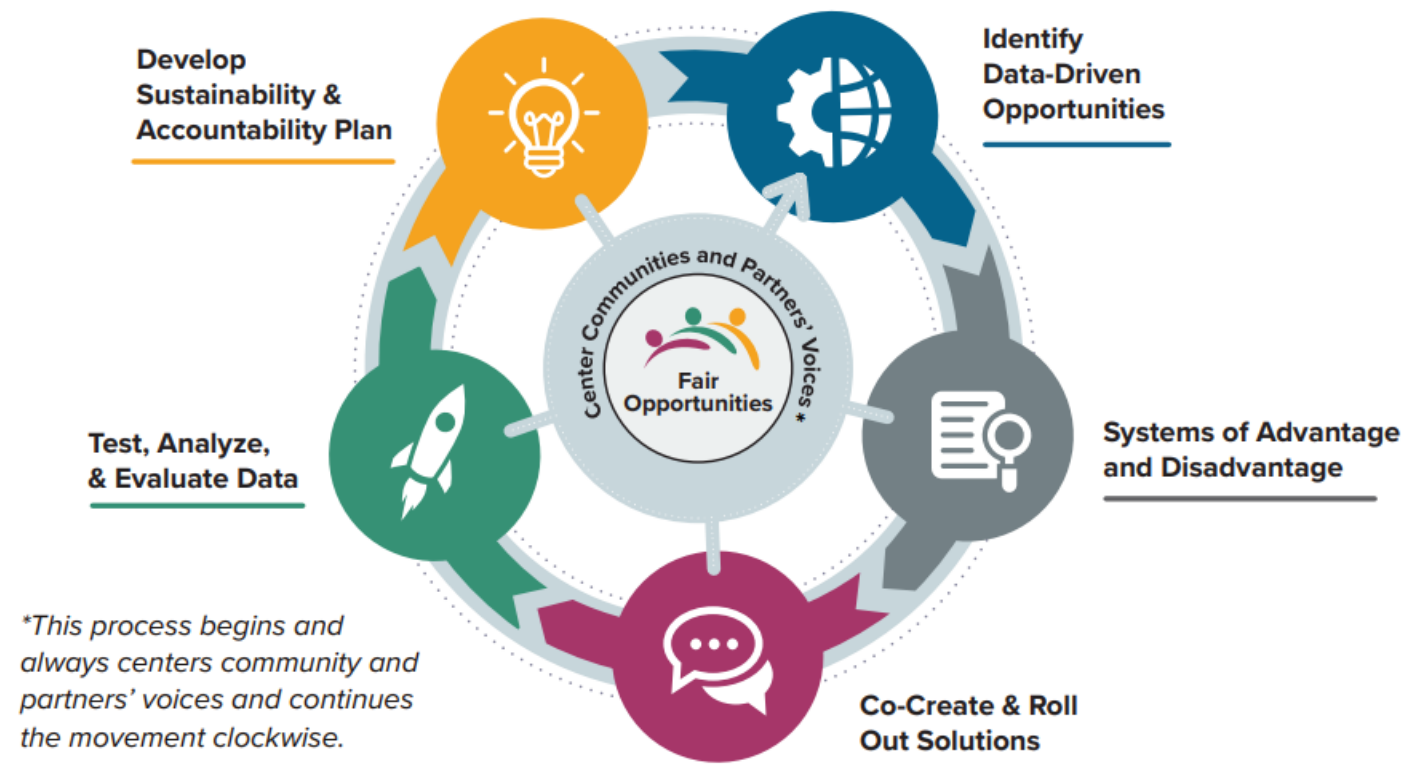 Develop
Sustainability &
Accountability Plan
Identify
Data-Driven
Opportunities
Center Communities and Partners' Voices *
Fair
Opportunities
Systems of Advantage
and Disadvantage
Test, Analyze,
& Evaluate Data
Co-Create & Roll
Out Solutions
*This process begins and
always centers community and
partners' voices and continues
the movement clockwise.